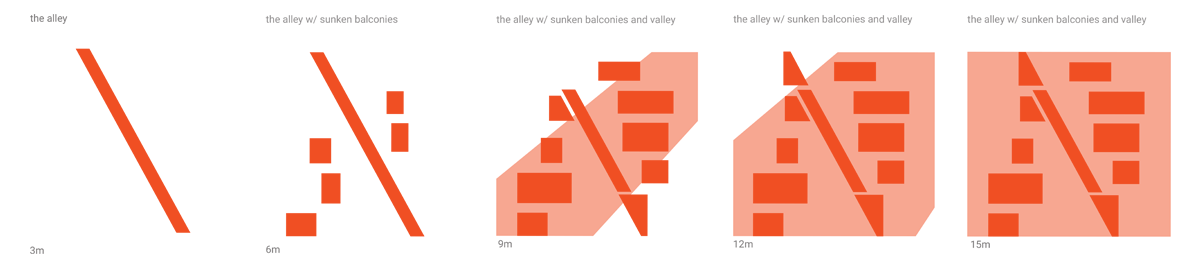 the alley
the alley w/ sunken balconies
the alley w/ sunken balconies and valley
the alley w/ sunken balconies and valley
the alley w/ sunken balconies and valley
3m
6m
9m
12m
15m